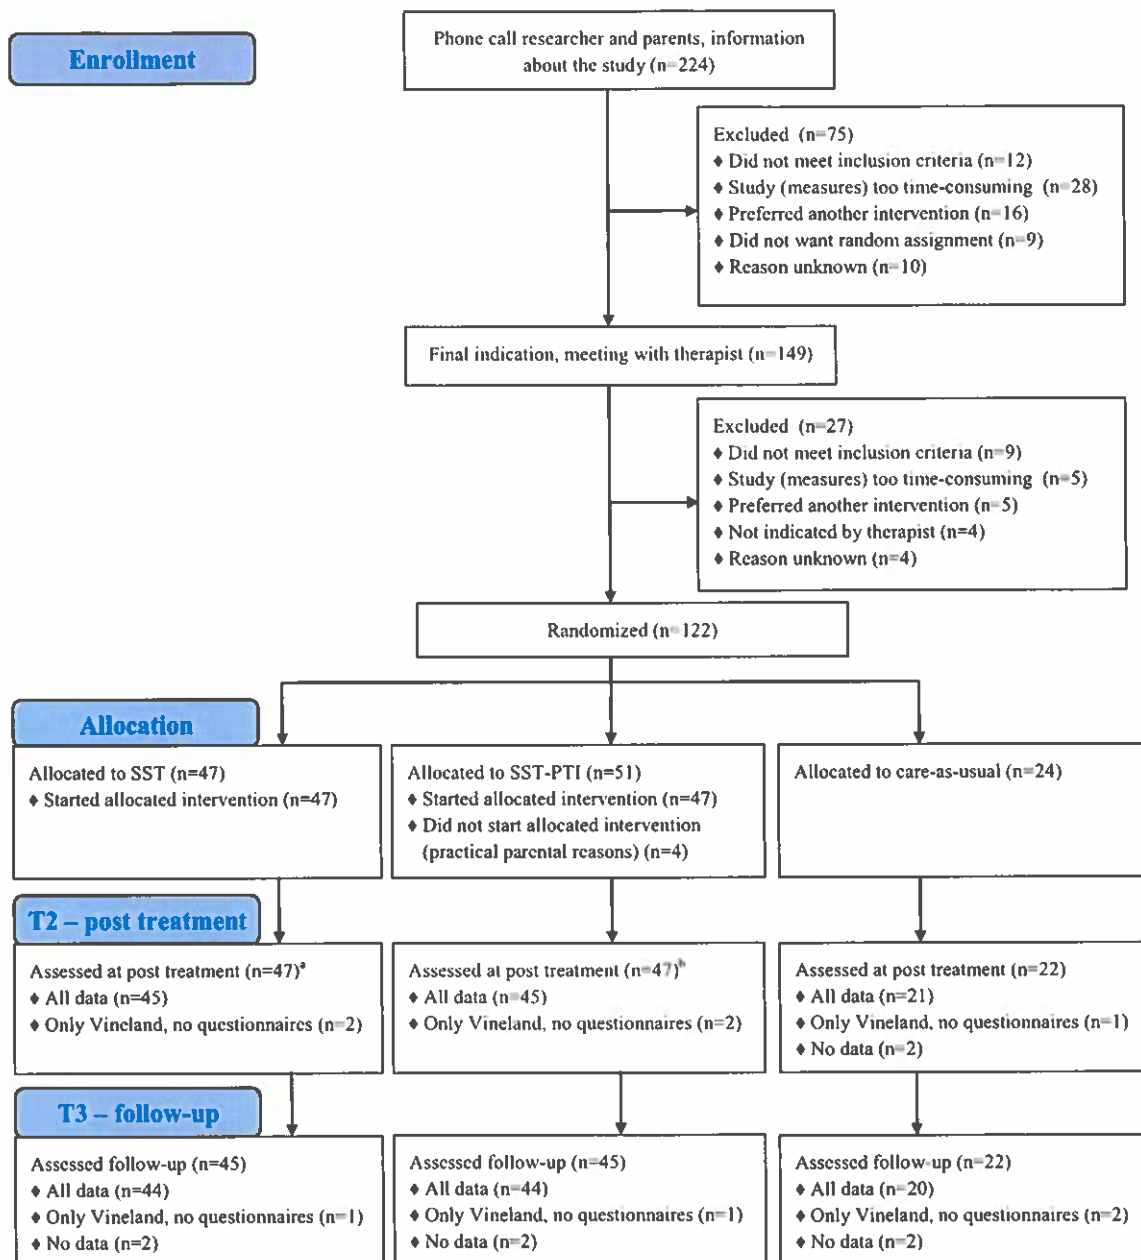 Enrollment
Phone call researcher and parents, information
about the study (n=224)
Excluded (n=75)
♦ Did not meet inclusion criteria (n=12)
♦ Study (measures) too time-consuming (n=28)
♦ Preferred another intervention (n=16)
♦ Did not want random assignment (n=9)
♦ Reason unknown (n=10)
Final indication, meeting with therapist (n=149)
Excluded (n=27)
♦ Did not meet inclusion criteria (n=9)
♦ Study (measures) too time-consuming (n=5)
♦ Preferred another intervention (n=5)
♦ Not indicated by therapist (n=4)
♦ Reason unknown (n=4)
Randomized (n=122)
Allocation
Allocated to SST (n=47)
♦ Started allocated intervention (n=47)
Allocated to SST-PTI (n=51)
♦ Started allocated intervention (n=47)
♦ Did not start allocated intervention
(practical parental reasons) (n=4)
Allocated to care-as-usual (n=24)
T2 – post treatment
Assessed at post treatment (n=47)ᵃ
♦ All data (n=45)
♦ Only Vineland, no questionnaires (n=2)
Assessed at post treatment (n=47)ᵇ
♦ All data (n=45)
♦ Only Vineland, no questionnaires (n=2)
Assessed at post treatment (n=22)
♦ All data (n=21)
♦ Only Vineland, no questionnaires (n=1)
♦ No data (n=2)
T3 – follow-up
Assessed follow-up (n=45)
♦ All data (n=44)
♦ Only Vineland, no questionnaires (n=1)
♦ No data (n=2)
Assessed follow-up (n=45)
♦ All data (n=44)
♦ Only Vineland, no questionnaires (n=1)
♦ No data (n=2)
Assessed follow-up (n=22)
♦ All data (n=20)
♦ Only Vineland, no questionnaires (n=2)
♦ No data (n=2)